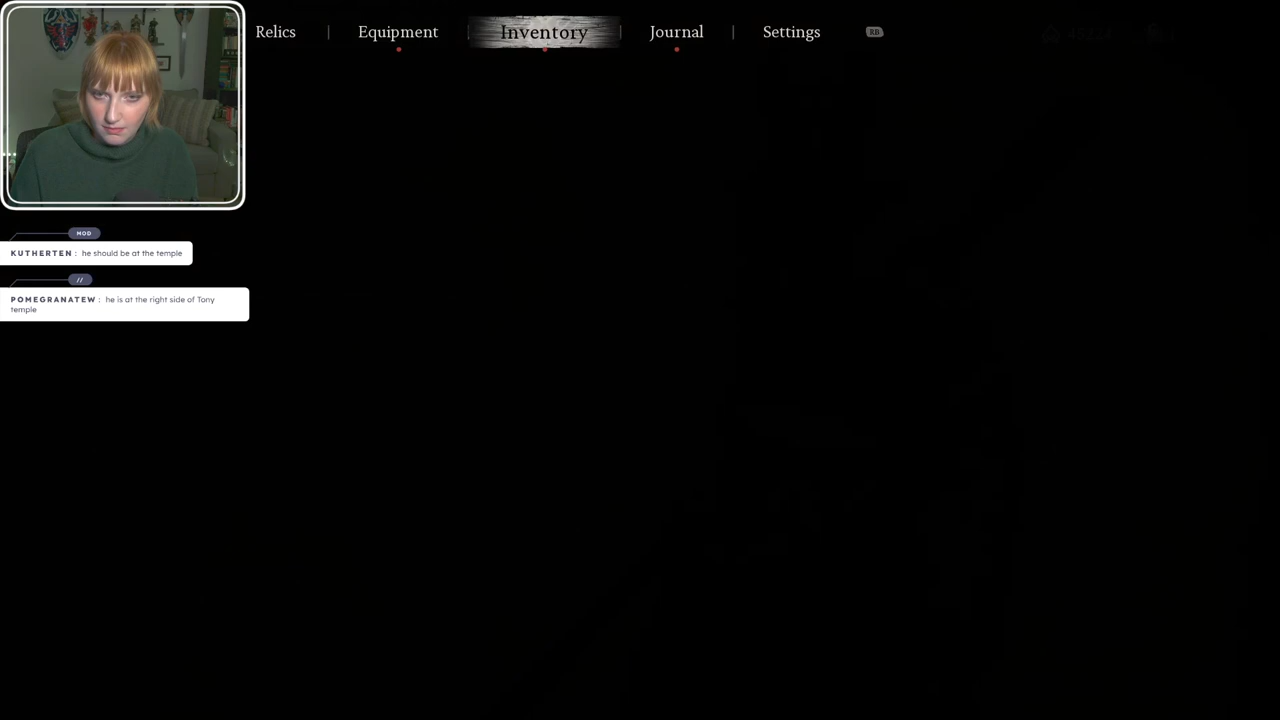 Relics | Equipment | Inventory | Journal | Settings RB
MOD
KUTHERTEN : he should be at the temple
//
POMEGRANATEW : he is at the right side of Tony
temple